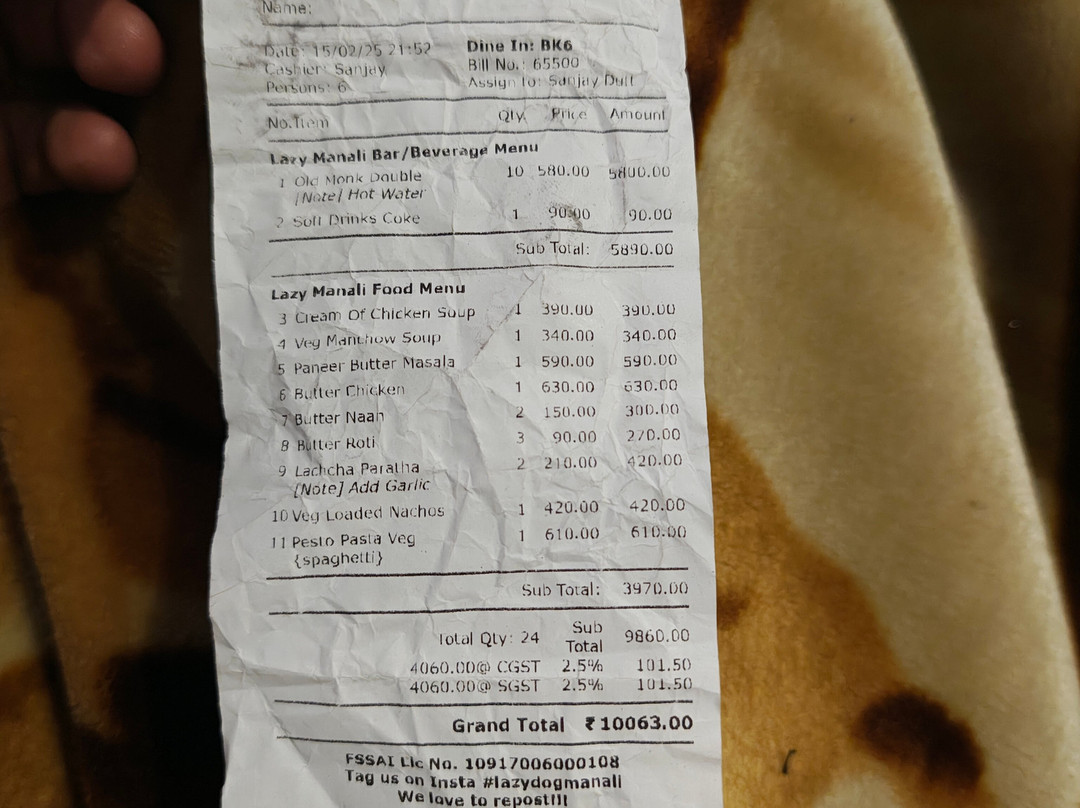 Name:
Date: 15/02/25 21:52 Dine In: BK6
Cashier: Sanjay Bill No.: 65500
Persons: 6 Assign to: Sanjay Dutt
No.Item Qty. Price Amount
Lazy Manali Bar/Beverage Menu
1 Old Monk Double 10 580.00 5800.00
[Note] Hot Water
2 Soft Drinks Coke 1 90.00 90.00
Sub Total: 5890.00
Lazy Manali Food Menu
3 Cream Of Chicken Soup 1 390.00 390.00
4 Veg Manchow Soup 1 340.00 340.00
5 Paneer Butter Masala 1 590.00 590.00
6 Butter Chicken 1 630.00 630.00
7 Butter Naan 2 150.00 300.00
8 Butter Roti 3 90.00 270.00
9 Lachcha Paratha 2 210.00 420.00
[Note] Add Garlic
10 Veg Loaded Nachos 1 420.00 420.00
11 Pesto Pasta Veg 1 610.00 610.00
{spaghetti}
Sub Total: 3970.00
Total Qty: 24 Sub Total 9860.00
4060.00@ CGST 2.5% 101.50
4060.00@ SGST 2.5% 101.50
Grand Total ₹10063.00
FSSAI Lic No. 10917006000108
Tag us on Insta #lazydogmanali
We love to repost!!!